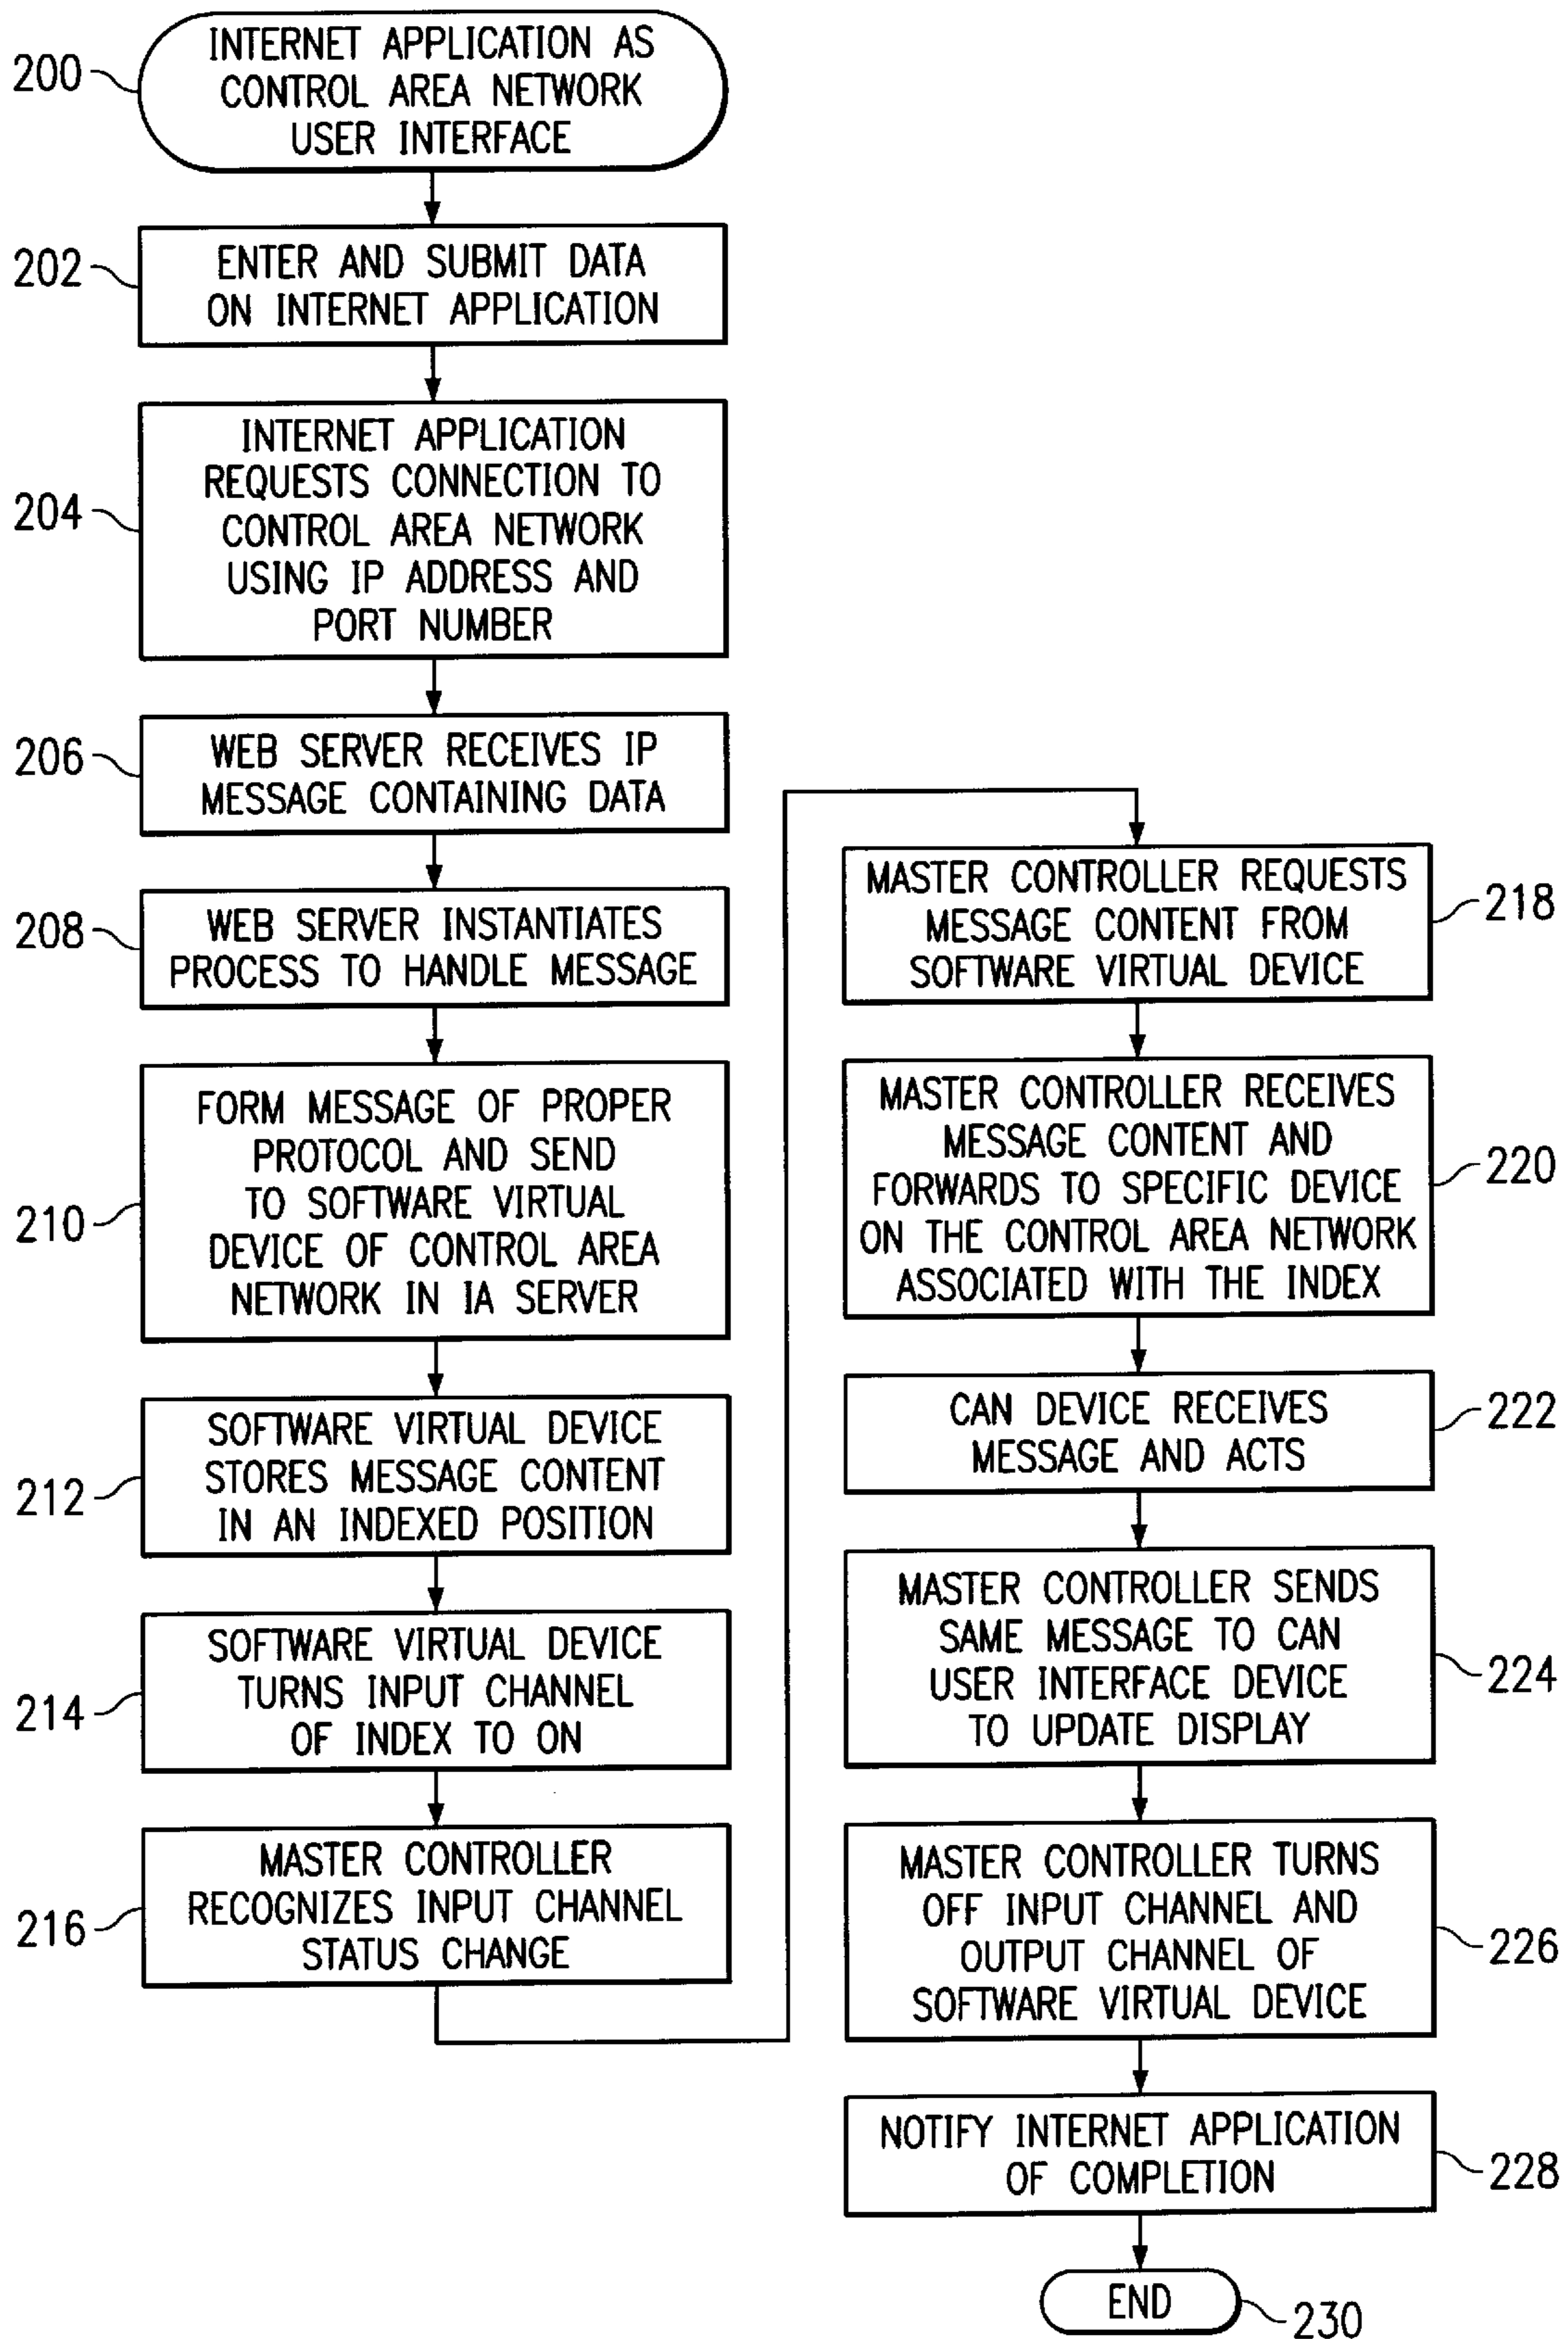 200
INTERNET APPLICATION AS
CONTROL AREA NETWORK
USER INTERFACE
202
ENTER AND SUBMIT DATA
ON INTERNET APPLICATION
204
INTERNET APPLICATION
REQUESTS CONNECTION TO
CONTROL AREA NETWORK
USING IP ADDRESS AND
PORT NUMBER
206
WEB SERVER RECEIVES IP
MESSAGE CONTAINING DATA
208
WEB SERVER INSTANTIATES
PROCESS TO HANDLE MESSAGE
210
FORM MESSAGE OF PROPER
PROTOCOL AND SEND
TO SOFTWARE VIRTUAL
DEVICE OF CONTROL AREA
NETWORK IN IA SERVER
212
SOFTWARE VIRTUAL DEVICE
STORES MESSAGE CONTENT
IN AN INDEXED POSITION
214
SOFTWARE VIRTUAL DEVICE
TURNS INPUT CHANNEL
OF INDEX TO ON
216
MASTER CONTROLLER
RECOGNIZES INPUT CHANNEL
STATUS CHANGE
MASTER CONTROLLER REQUESTS
MESSAGE CONTENT FROM
SOFTWARE VIRTUAL DEVICE
218
MASTER CONTROLLER RECEIVES
MESSAGE CONTENT AND
FORWARDS TO SPECIFIC DEVICE
ON THE CONTROL AREA NETWORK
ASSOCIATED WITH THE INDEX
220
CAN DEVICE RECEIVES
MESSAGE AND ACTS
222
MASTER CONTROLLER SENDS
SAME MESSAGE TO CAN
USER INTERFACE DEVICE
TO UPDATE DISPLAY
224
MASTER CONTROLLER TURNS
OFF INPUT CHANNEL AND
OUTPUT CHANNEL OF
SOFTWARE VIRTUAL DEVICE
226
NOTIFY INTERNET APPLICATION
OF COMPLETION
228
END
230